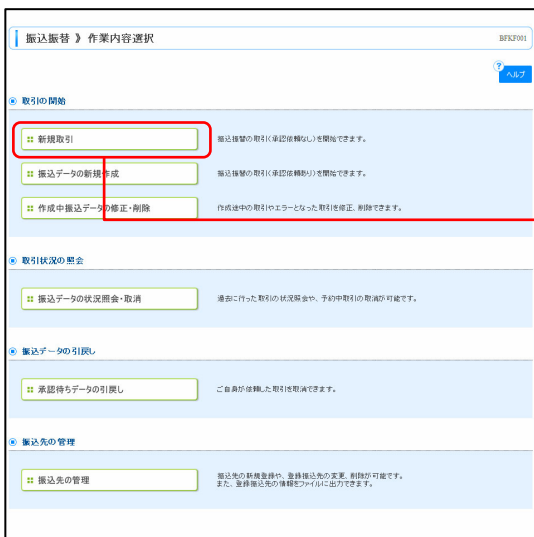 振込振替 》 作業内容選択
BFKF001
?
ヘルプ
取引の開始
新規取引
振込振替の取引(承認依頼なし)を開始できます。
振込データの新規作成
振込振替の取引(承認依頼あり)を開始できます。
作成中振込データの修正・削除
作成途中の取引やエラーとなった取引を修正、削除できます。
取引状況の照会
振込データの状況照会・取消
過去に行った取引の状況照会や、予約中取引の取消が可能です。
振込データの引戻し
承認待ちデータの引戻し
ご自身が依頼した取引を取消できます。
振込先の管理
振込先の管理
振込先の新規登録や、登録振込先の変更、削除が可能です。
また、登録振込先の情報をファイルに出力できます。